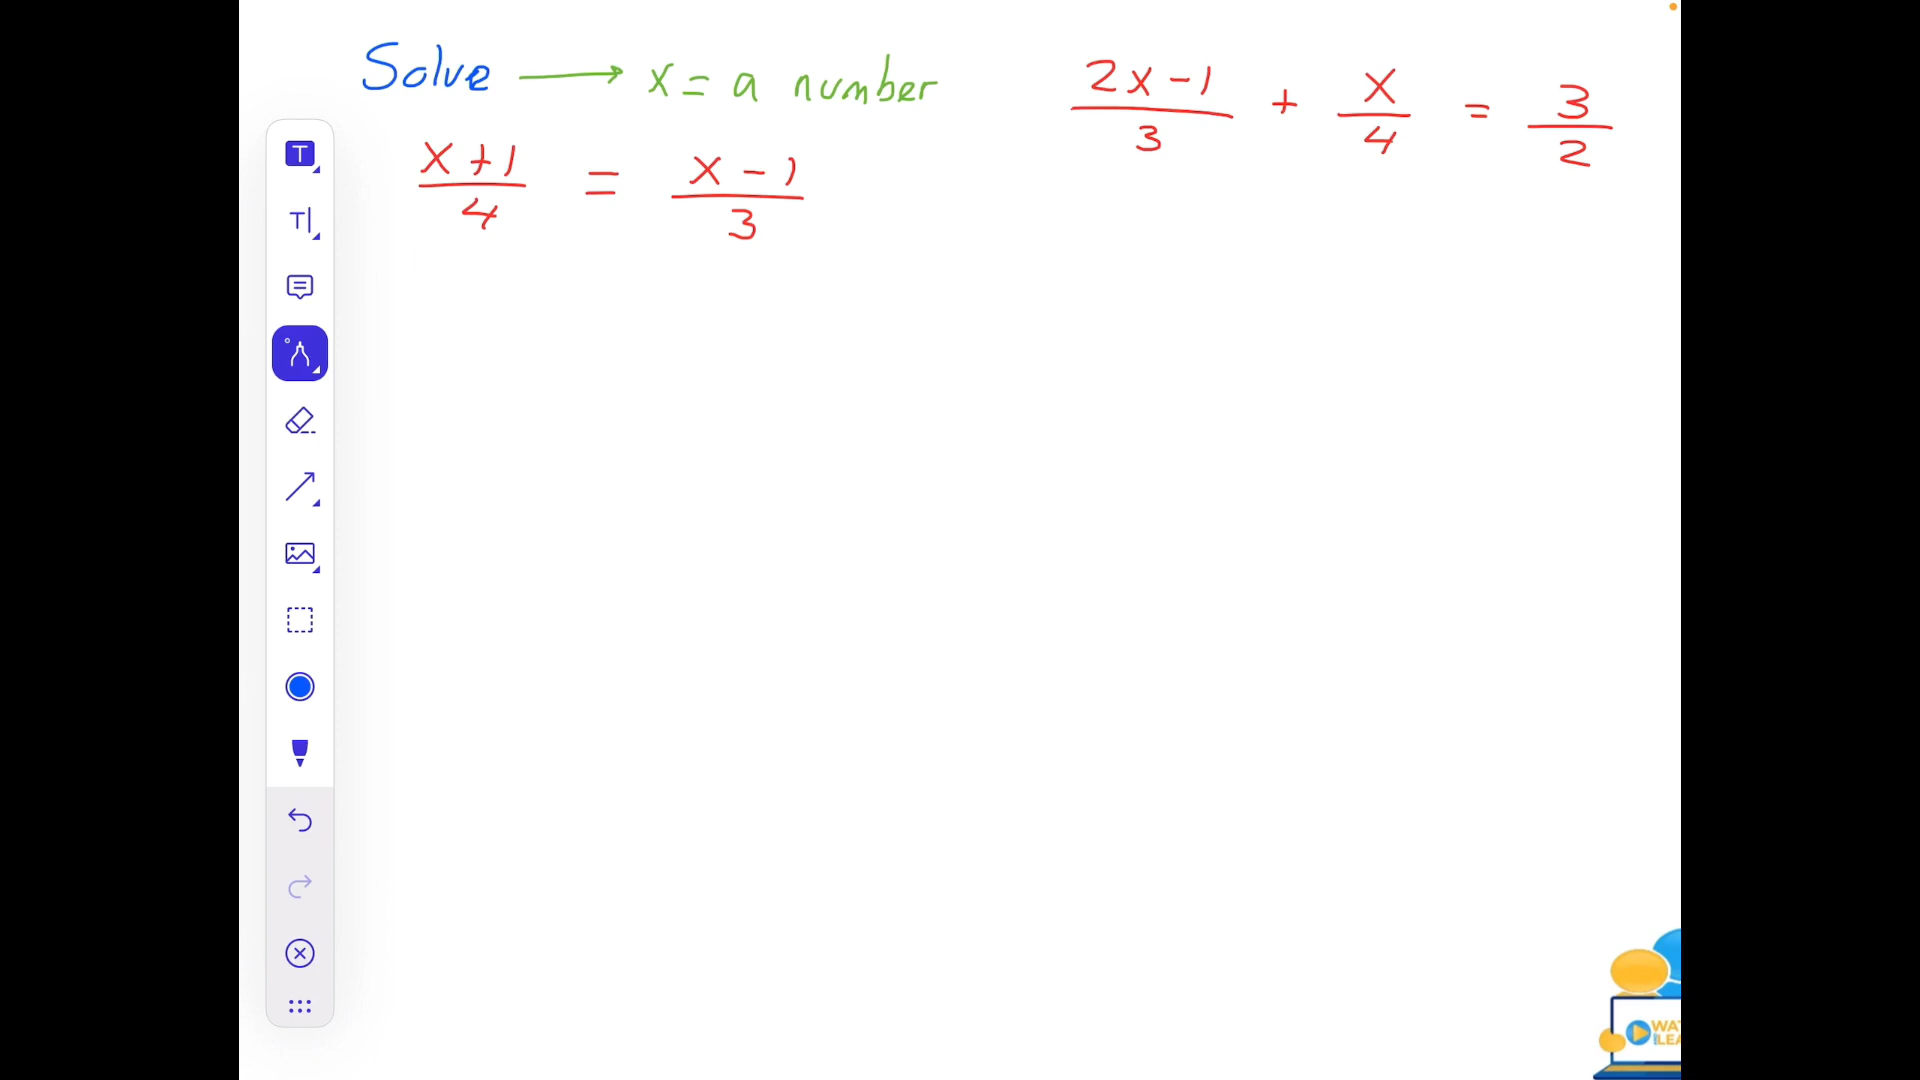 Solve → x = a number
x + 1 / 4 = x - 1 / 3
2x - 1 / 3 + x / 4 = 3 / 2
T
T|